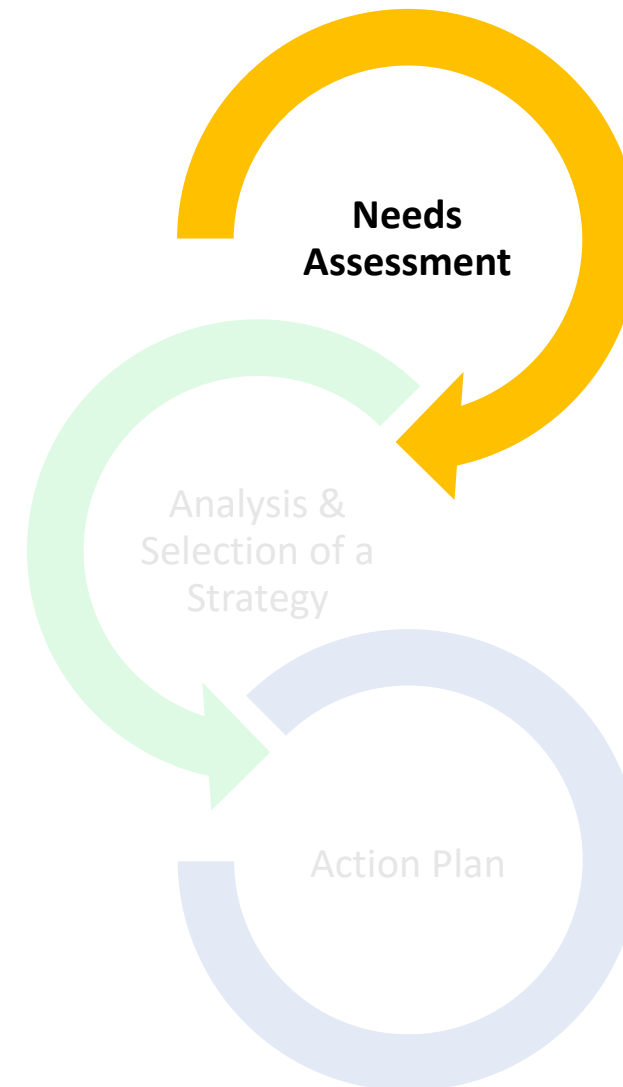 Needs
Assessment
Analysis &
Selection of a
Strategy
Action Plan